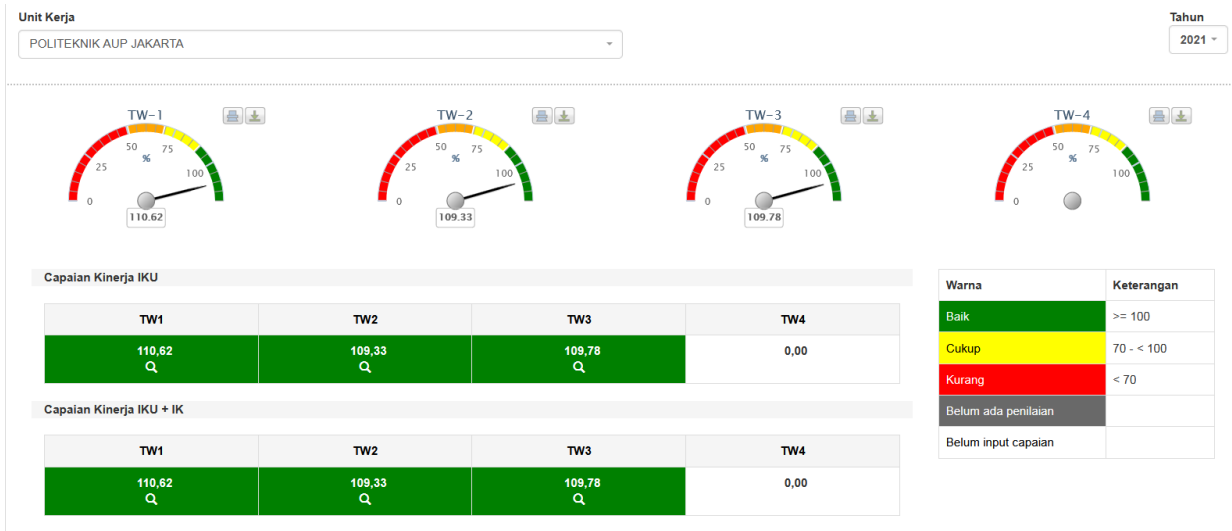 Unit Kerja
Tahun
POLITEKNIK AUP JAKARTA
2021
TW-1
TW-2
TW-3
TW-4
0 25 50 75 100
%
110.62
0 25 50 75 100
%
109.33
0 25 50 75 100
%
109.78
0 25 50 75 100
%
Capaian Kinerja IKU
TW1 TW2 TW3 TW4
110,62 109,33 109,78 0,00
Capaian Kinerja IKU + IK
TW1 TW2 TW3 TW4
110,62 109,33 109,78 0,00
Warna Keterangan
Baik >= 100
Cukup 70 - < 100
Kurang < 70
Belum ada penilaian
Belum input capaian